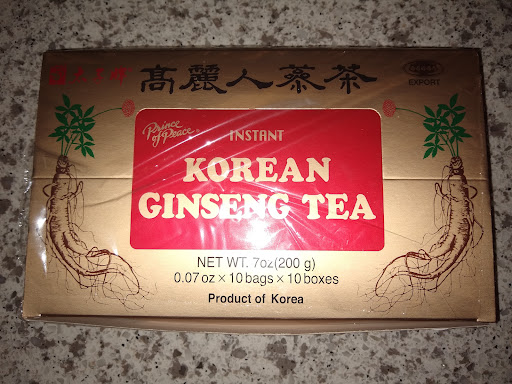 高麗人蔘茶
EXPORT
Prince
of Peace®
INSTANT
KOREAN
GINSENG TEA
NET WT. 7oz(200 g)
0.07 oz × 10 bags × 10 boxes
Product of Korea